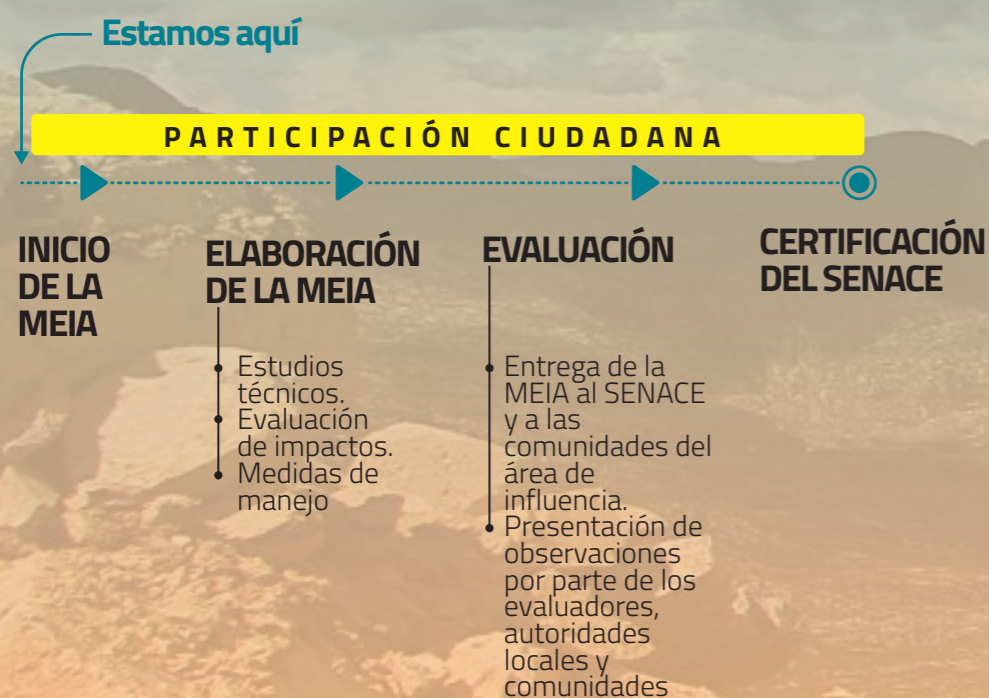 Estamos aquí
PARTICIPACIÓN CIUDADANA
INICIO
DE LA
MEIA
ELABORACIÓN
DE LA MEIA
Estudios
técnicos.
Evaluación
de impactos.
Medidas de
manejo
EVALUACIÓN
Entrega de la
MEIA al SENACE
y a las
comunidades del
área de
influencia.
Presentación de
observaciones
por parte de los
evaluadores,
autoridades
locales y
comunidades
CERTIFICACIÓN
DEL SENACE